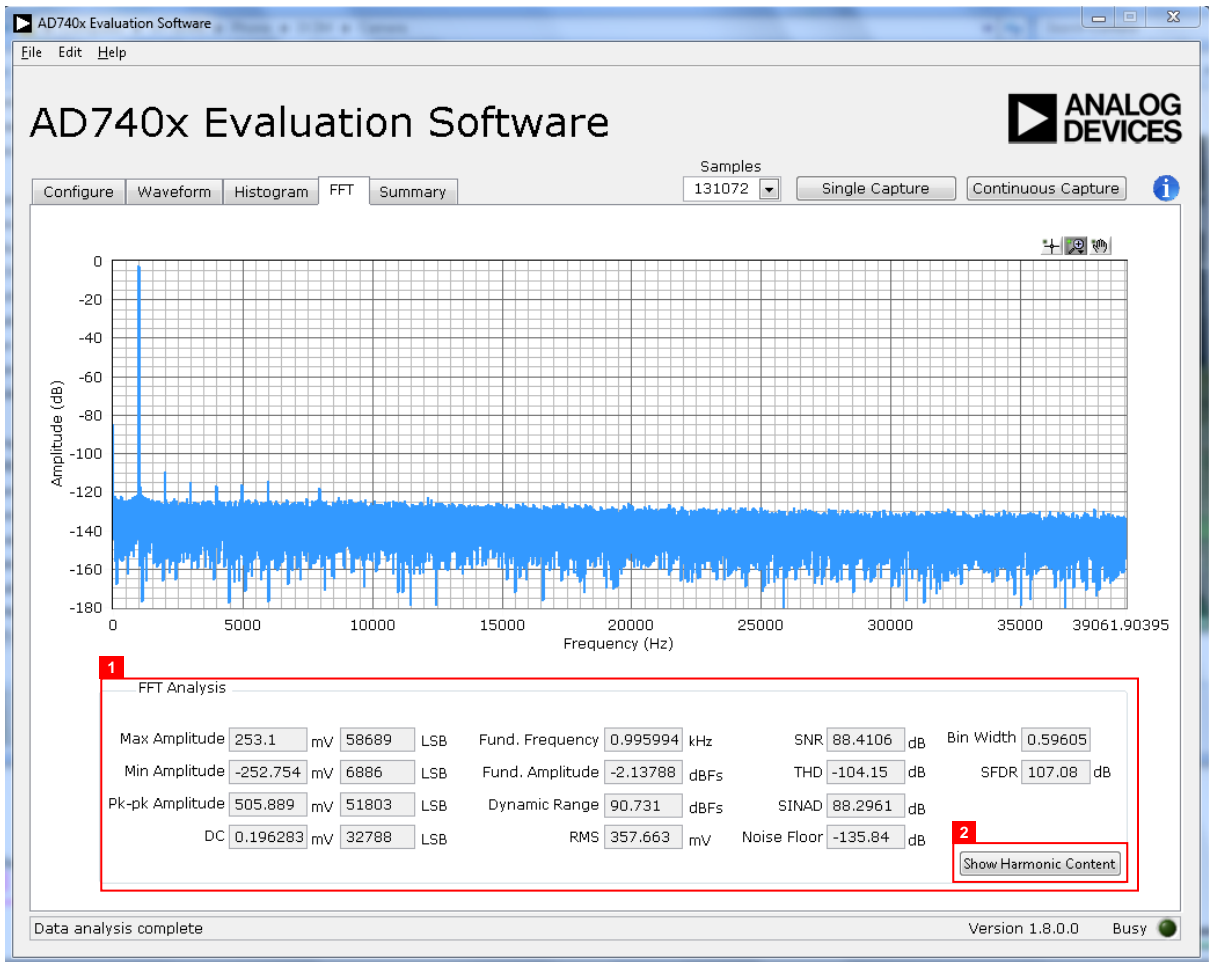 AD740x Evaluation Software
File Edit Help
AD740x Evaluation Software
ANALOG
DEVICES
Samples
Configure Waveform Histogram FFT Summary 131072 Single Capture Continuous Capture i
0
-20
-40
-60
-80
-100
-120
-140
-160
-180
Amplitude (dB)
0 5000 10000 15000 20000 25000 30000 35000 39061.90395
Frequency (Hz)
1
FFT Analysis
Max Amplitude 253.1 mV 58689 LSB Fund. Frequency 0.995994 kHz SNR 88.4106 dB Bin Width 0.59605
Min Amplitude -252.754 mV 6886 LSB Fund. Amplitude -2.13788 dBFs THD -104.15 dB SFDR 107.08 dB
Pk-pk Amplitude 505.889 mV 51803 LSB Dynamic Range 90.731 dBFs SINAD 88.2961 dB
DC 0.196283 mV 32788 LSB RMS 357.663 mV Noise Floor -135.84 dB
2
Show Harmonic Content
Data analysis complete Version 1.8.0.0 Busy